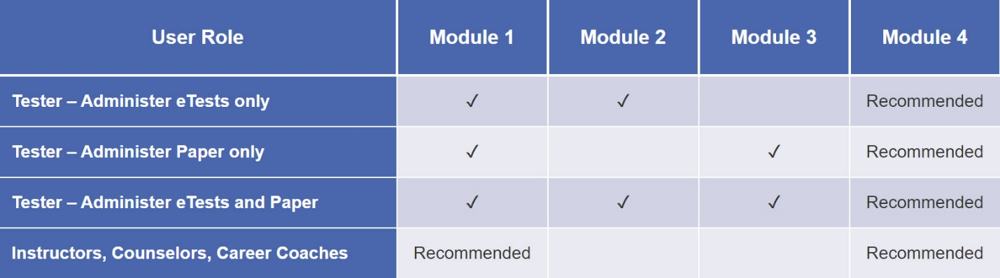 User Role Module 1 Module 2 Module 3 Module 4
Tester – Administer eTests only ✓ ✓ Recommended
Tester – Administer Paper only ✓ ✓ Recommended
Tester – Administer eTests and Paper ✓ ✓ ✓ Recommended
Instructors, Counselors, Career Coaches Recommended Recommended